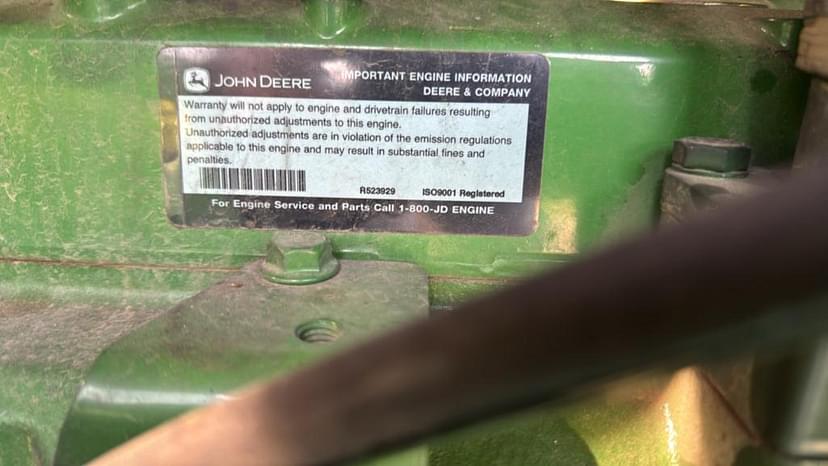 JOHN DEERE
IMPORTANT ENGINE INFORMATION
DEERE & COMPANY
Warranty will not apply to engine and drivetrain failures resulting
from unauthorized adjustments to this engine.
Unauthorized adjustments are in violation of the emission regulations
applicable to this engine and may result in substantial fines and
penalties.
R523929 ISO9001 Registered
For Engine Service and Parts Call 1-800-JD ENGINE